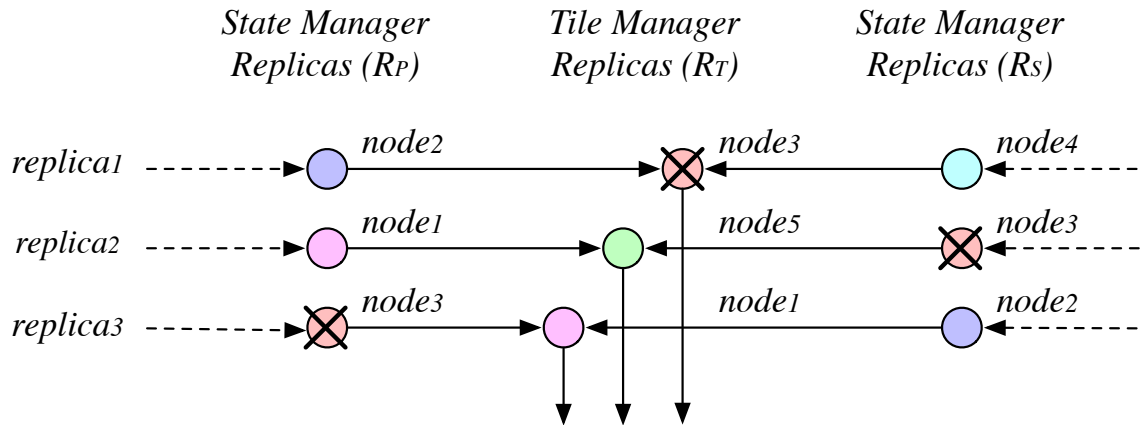 State Manager
Replicas (RP)
Tile Manager
Replicas (RT)
State Manager
Replicas (RS)
replica1 node2 node3 node4
replica2 node1 node5 node3
replica3 node3 node1 node2